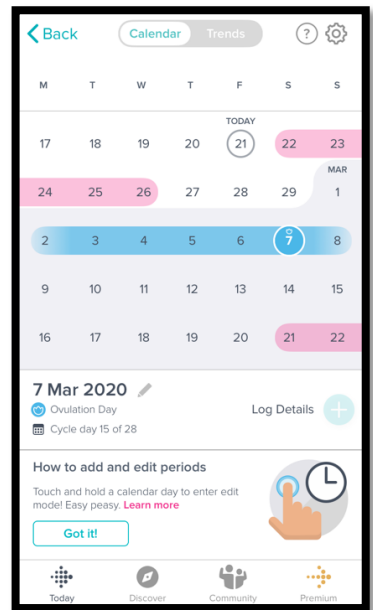 Back Calendar Trends ?
M T W T F S S
TODAY
17 18 19 20 21 22 23
MAR
24 25 26 27 28 29 1
2 3 4 5 6 7 8
9 10 11 12 13 14 15
16 17 18 19 20 21 22
7 Mar 2020
Ovulation Day
Log Details +
Cycle day 15 of 28
How to add and edit periods
Touch and hold a calendar day to enter edit
mode! Easy peasy. Learn more
Got it!
Today Discover Community Premium